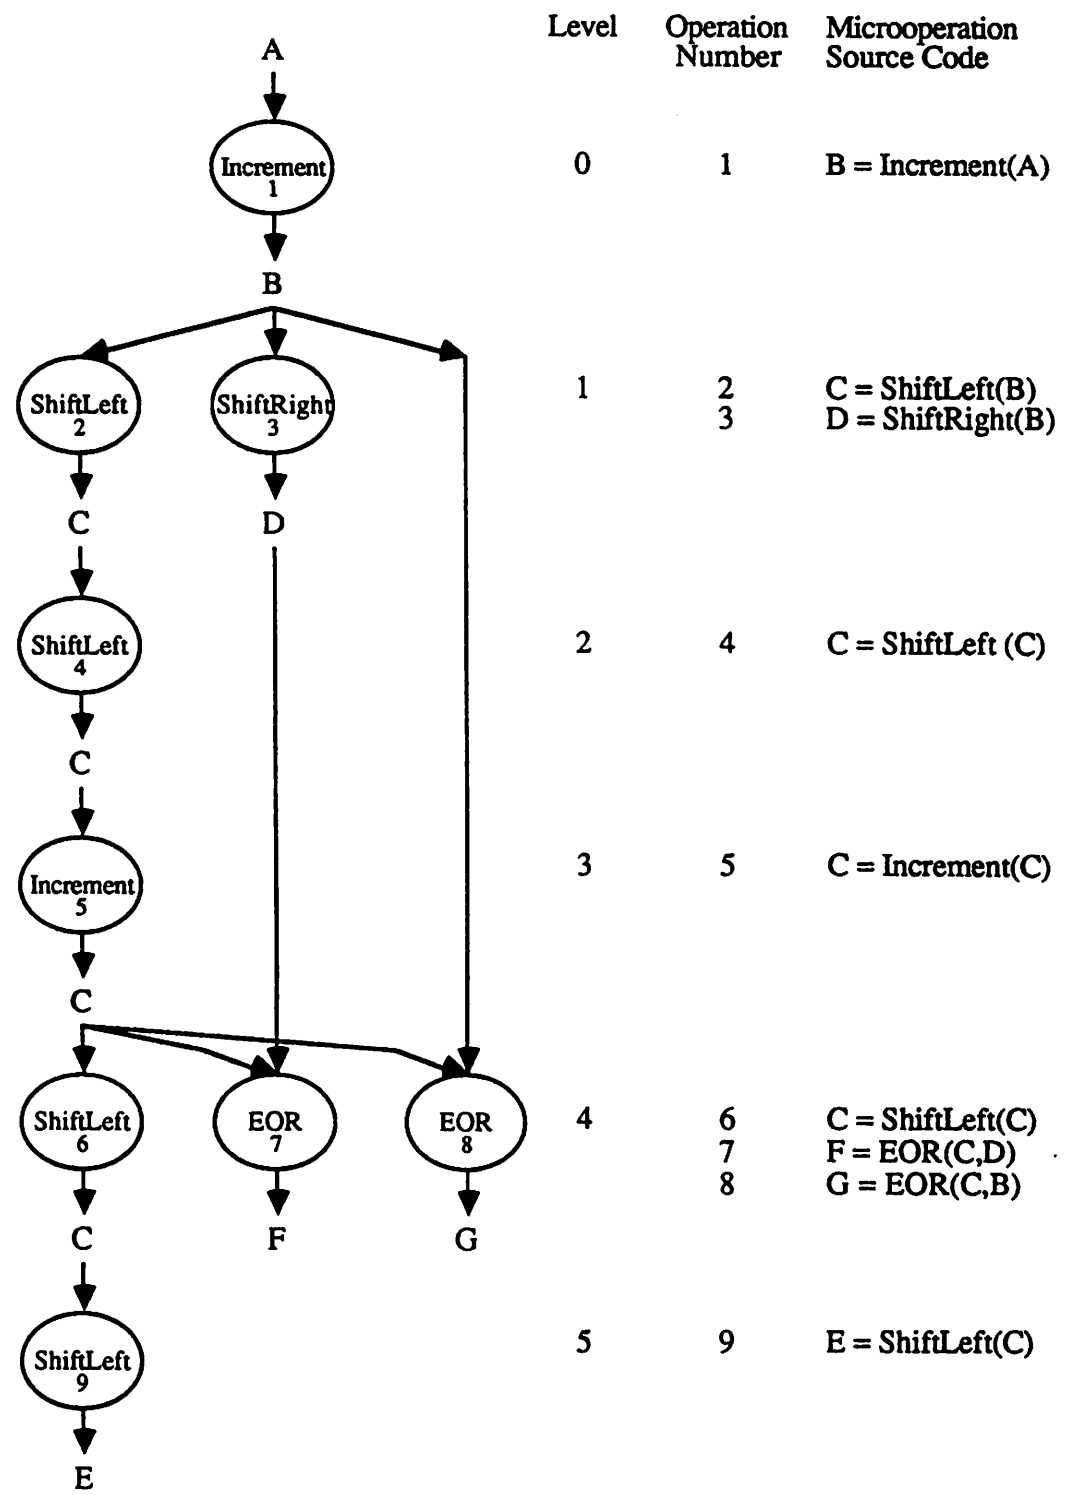 Level Operation Number Microoperation Source Code
A
Increment 1 0 1 B = Increment(A)
B
ShiftLeft 2 ShiftRight 3 1 2 C = ShiftLeft(B)
3 D = ShiftRight(B)
C D
ShiftLeft 4 2 4 C = ShiftLeft (C)
C
Increment 5 3 5 C = Increment(C)
C
ShiftLeft 6 EOR 7 EOR 8 4 6 C = ShiftLeft(C)
7 F = EOR(C,D)
8 G = EOR(C,B)
C F G
ShiftLeft 9 5 9 E = ShiftLeft(C)
E